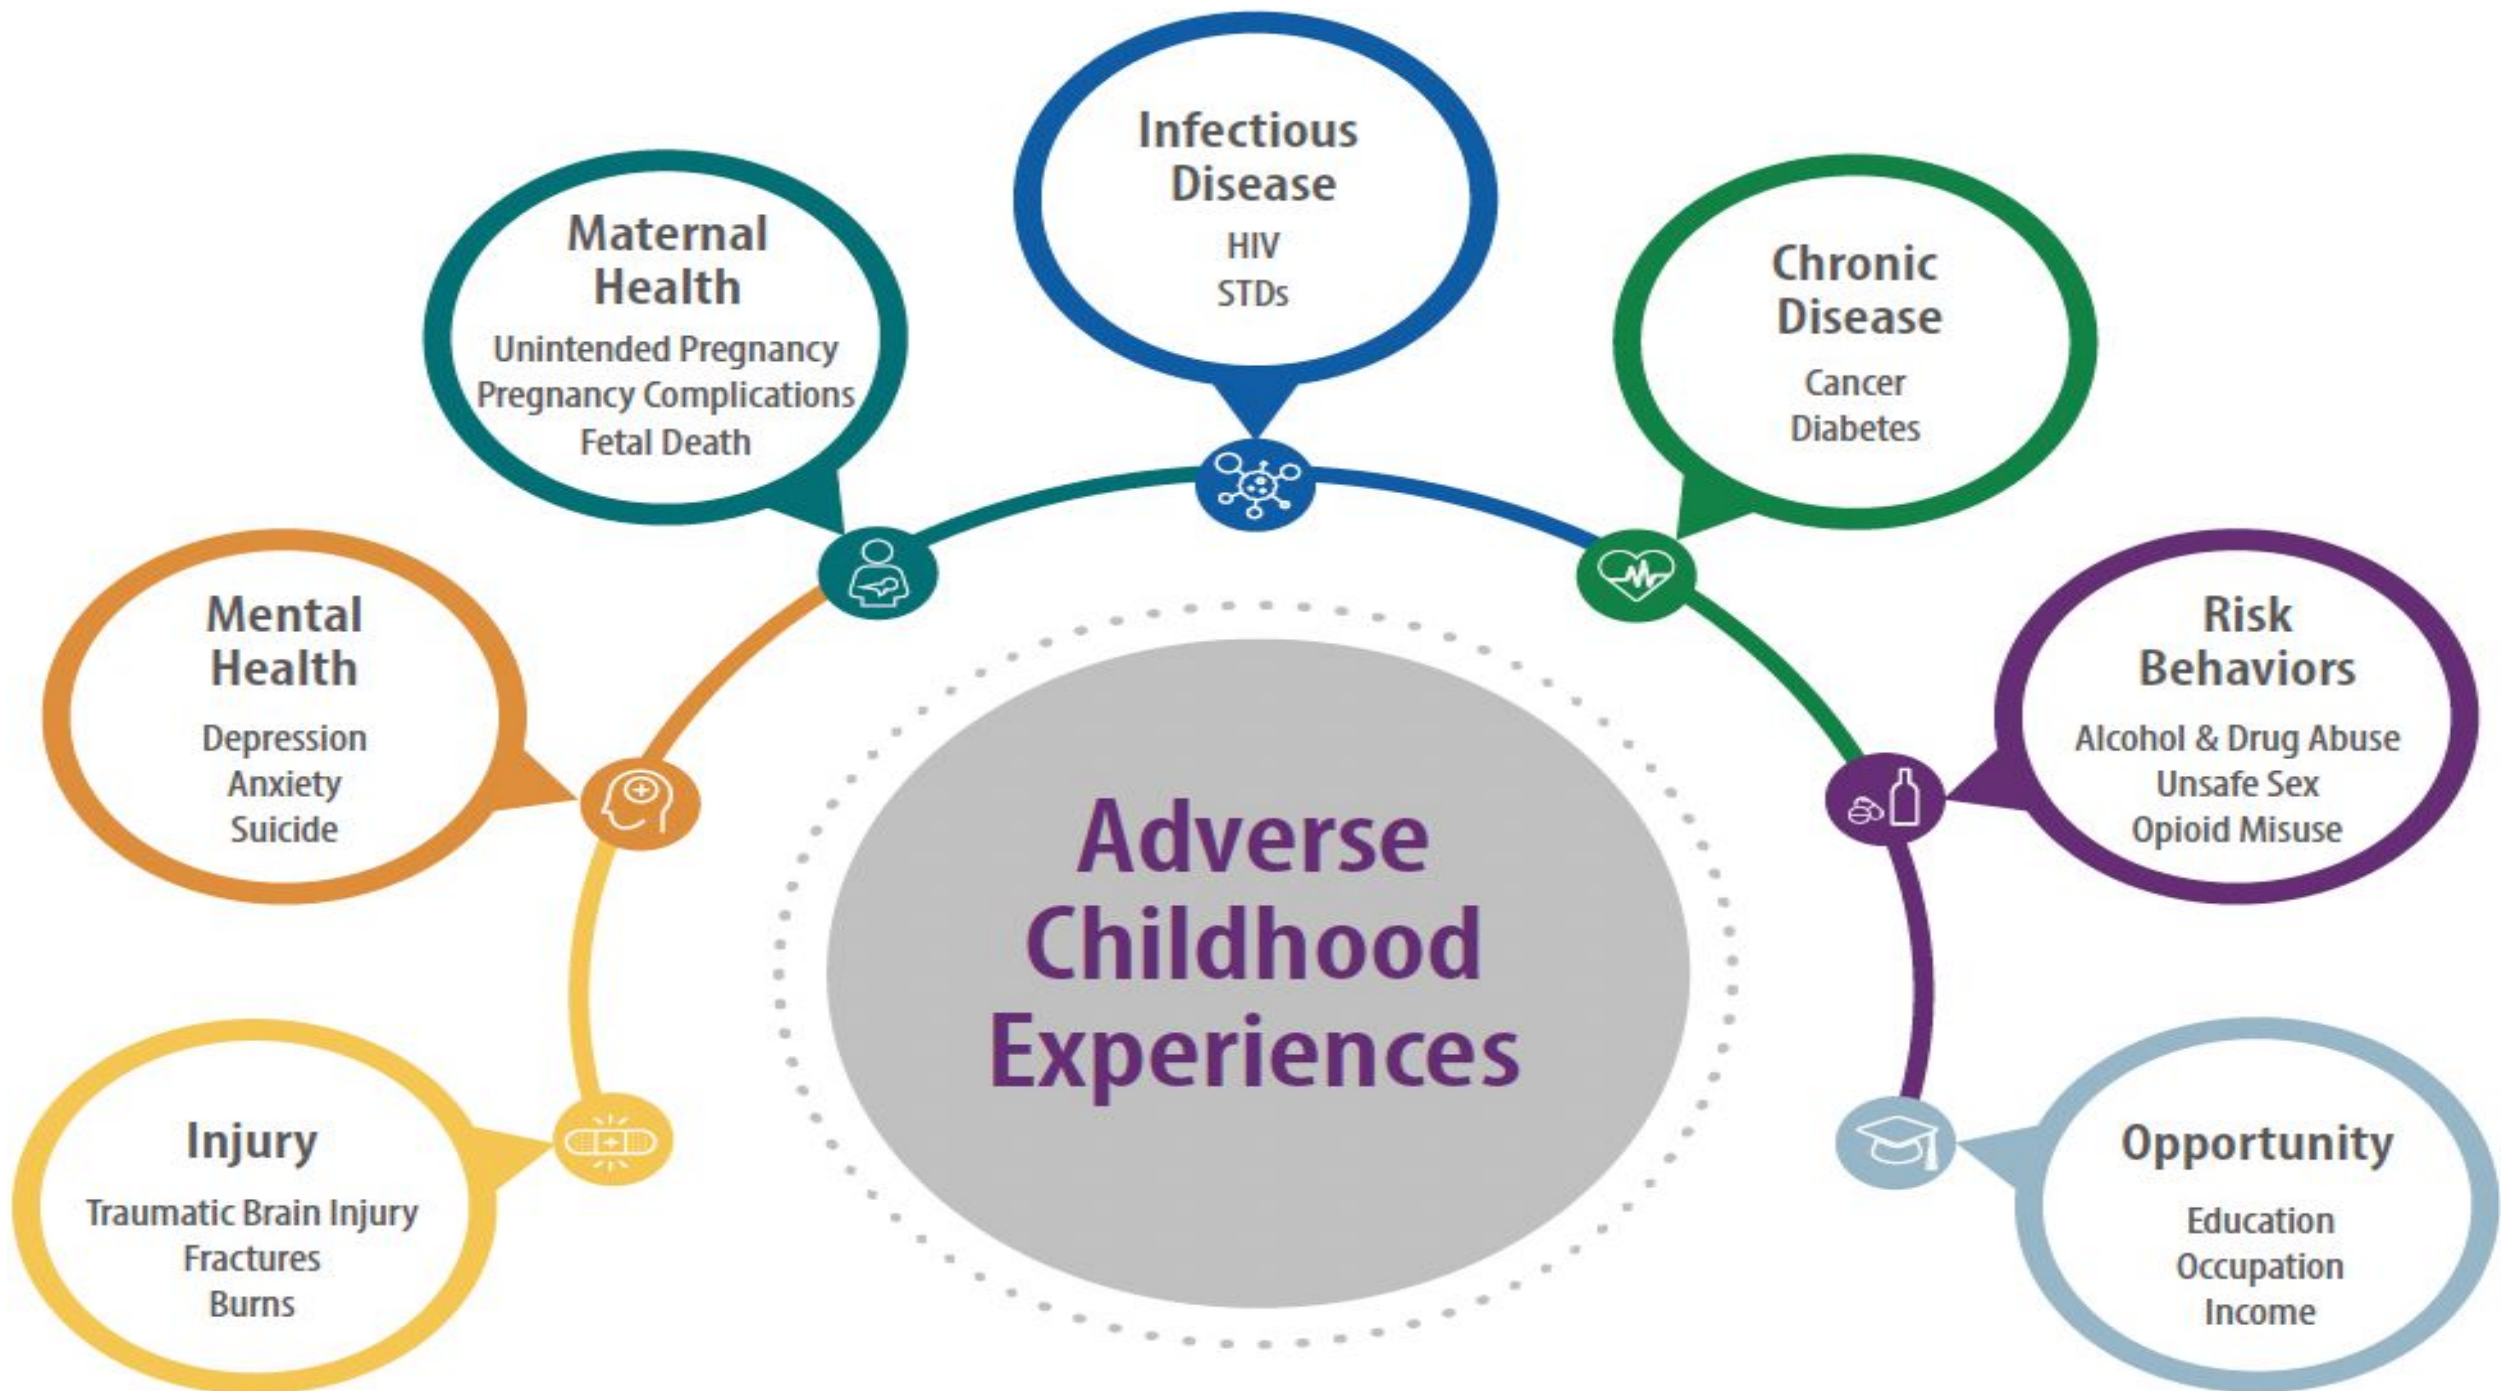 Infectious
Disease
HIV
STDs
Maternal
Health
Unintended Pregnancy
Pregnancy Complications
Fetal Death
Chronic
Disease
Cancer
Diabetes
Mental
Health
Depression
Anxiety
Suicide
Risk
Behaviors
Alcohol & Drug Abuse
Unsafe Sex
Opioid Misuse
Adverse
Childhood
Experiences
Injury
Traumatic Brain Injury
Fractures
Burns
Opportunity
Education
Occupation
Income